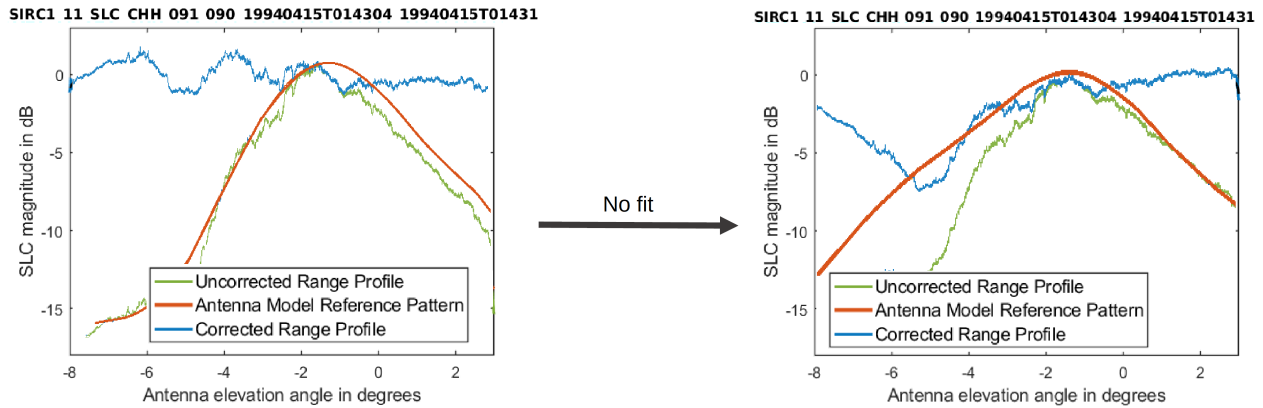 SIRC1 11 SLC CHH 091 090 19940415T014304 19940415T01431
SLC magnitude in dB
0
-5
-10
-15
Uncorrected Range Profile
Antenna Model Reference Pattern
Corrected Range Profile
-8 -6 -4 -2 0 2
Antenna elevation angle in degrees
No fit
SIRC1 11 SLC CHH 091 090 19940415T014304 19940415T01431
SLC magnitude in dB
0
-5
-10
-15
Uncorrected Range Profile
Antenna Model Reference Pattern
Corrected Range Profile
-8 -6 -4 -2 0 2
Antenna elevation angle in degrees